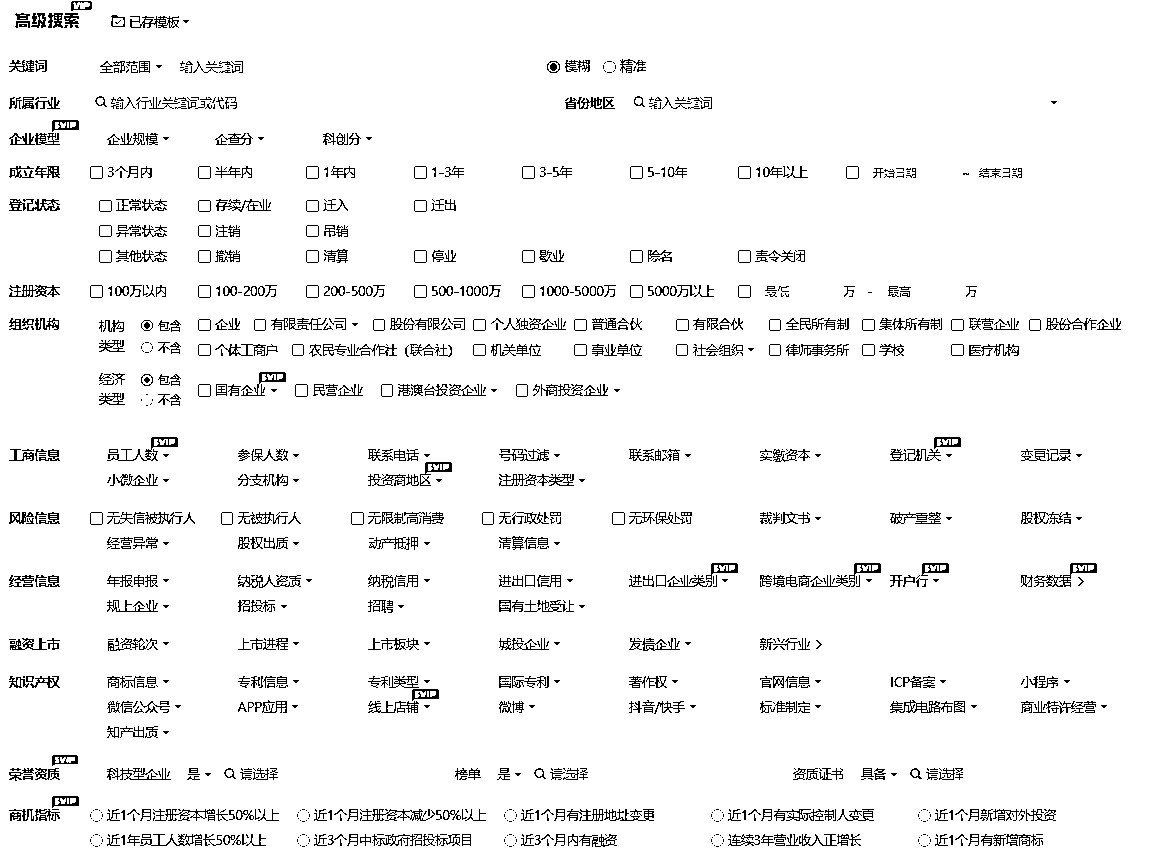 高级搜索 VIP 已存模板
关键词 全部范围 输入关键词 模糊 精准
所属行业 输入行业关键词或代码 省份地区 输入关键词
企业模型 SVIP 企业规模 企查分 科创分
成立年限 3个月内 半年内 1年内 1-3年 3-5年 5-10年 10年以上 开始日期 ~ 结束日期
登记状态 正常状态 存续/在业 迁入 迁出
异常状态 注销 吊销
其他状态 撤销 清算 停业 歇业 除名 责令关闭
注册资本 100万以内 100-200万 200-500万 500-1000万 1000-5000万 5000万以上 最低 万 - 最高 万
组织机构 机构类型 包含 企业 有限责任公司 股份有限公司 个人独资企业 普通合伙 有限合伙 全民所有制 集体所有制 联营企业 股份合作企业
不含 个体工商户 农民专业合作社（联合社） 机关单位 事业单位 社会组织 律师事务所 学校 医疗机构
经济类型 包含 不含 国有企业 SVIP 民营企业 港澳台投资企业 外商投资企业
工商信息 员工人数 SVIP 参保人数 联系电话 号码过滤 联系邮箱 实缴资本 登记机关 SVIP 变更记录
小微企业 分支机构 投资商地区 SVIP 注册资本类型
风险信息 无失信被执行人 无被执行人 无限制高消费 无行政处罚 无环保处罚 裁判文书 破产重整 股权冻结
经营异常 股权出质 动产抵押 清算信息
经营信息 年报申报 纳税人资质 纳税信用 进出口信用 进出口企业类别 SVIP 跨境电商企业类别 SVIP 开户行 SVIP 财务数据 SVIP
规上企业 招投标 招聘 国有土地受让
融资上市 融资轮次 上市进程 上市板块 城投企业 发债企业 新兴行业
知识产权 商标信息 专利信息 专利类型 国际专利 著作权 官网信息 ICP备案 小程序
微信公众号 APP应用 线上店铺 SVIP 微博 抖音/快手 标准制定 集成电路布图 商业特许经营
知产出质
荣誉资质 SVIP 科技型企业 是 请选择 榜单 是 请选择 资质证书 具备 请选择
商机指标 SVIP 近1个月注册资本增长50%以上 近1个月注册资本减少50%以上 近1个月有注册地址变更 近1个月有实际控制人变更 近1个月新增对外投资
近1年员工人数增长50%以上 近3个月中标政府招投标项目 近3个月内有融资 连续3年营业收入正增长 近1个月有新增商标